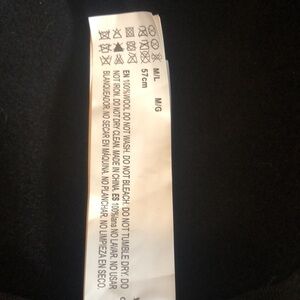 M/L M/G
57cm
EN 100%WOOL DO NOT WASH. DO NOT BLEACH. DO NOT TUMBLE DRY. DO
NOT IRON. DO NOT DRY CLEAN. MADE IN CHINA. ES 100%lana NO LAVAR. NO USAR
BLANQUEADOR. NO SECAR EN MÁQUINA. NO PLANCHAR. NO LIMPIEZA EN SECO.